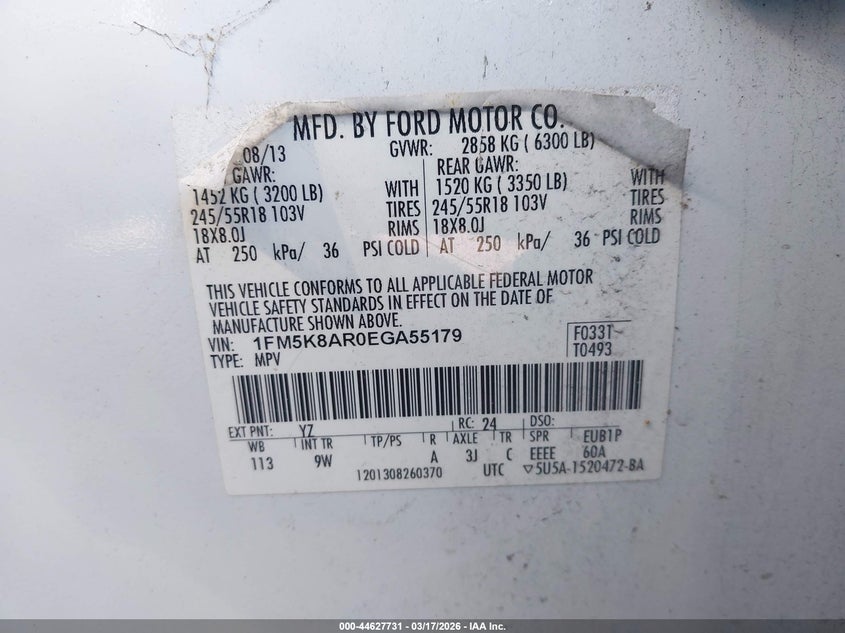 MFD. BY FORD MOTOR CO.
08/13 GVWR: 2858 KG ( 6300 LB)
GAWR: REAR GAWR:
1452 KG ( 3200 LB) WITH 1520 KG ( 3350 LB) WITH
245/55R18 103V TIRES 245/55R18 103V TIRES
18X8.0J RIMS 18X8.0J RIMS
AT 250 kPa/ 36 PSI COLD AT 250 kPa/ 36 PSI COLD
THIS VEHICLE CONFORMS TO ALL APPLICABLE FEDERAL MOTOR
VEHICLE SAFETY STANDARDS IN EFFECT ON THE DATE OF
MANUFACTURE SHOWN ABOVE.
VIN: 1FM5K8AR0EGA55179 F0331
TYPE: MPV T0493
EXT PNT: YZ RC: 24 DSO:
WB INT TR TP/PS R AXLE TR SPR EUB1P
113 9W A 3J C EEEE 60A
1201308260370 UTC ▽5U5A-1520472-BA
000-44627731 - 03/17/2026 - IAA Inc.